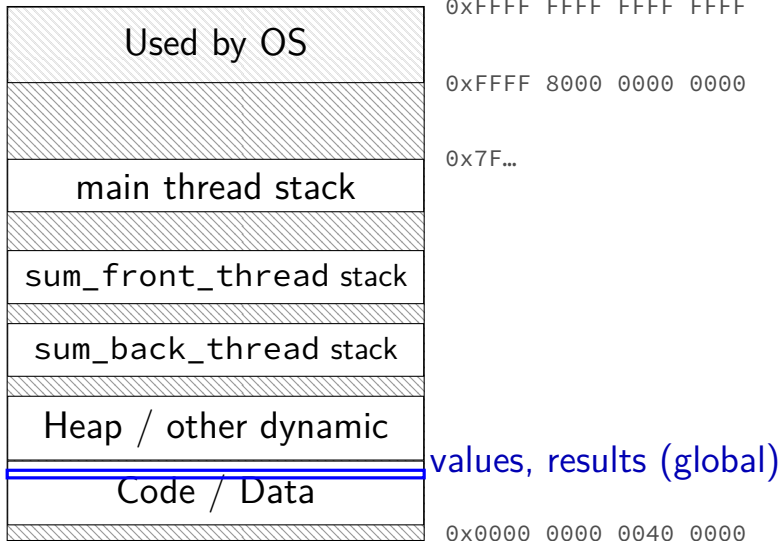 0xFFFF FFFF FFFF FFFF
Used by OS
0xFFFF 8000 0000 0000
0x7F…
main thread stack
sum_front_thread stack
sum_back_thread stack
Heap / other dynamic
values, results (global)
Code / Data
0x0000 0000 0040 0000